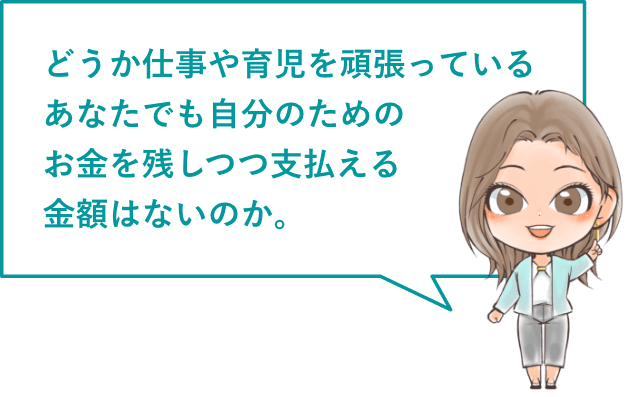 どうか仕事や育児を頑張っている
あなたでも自分のための
お金を残しつつ支払える
金額はないのか。